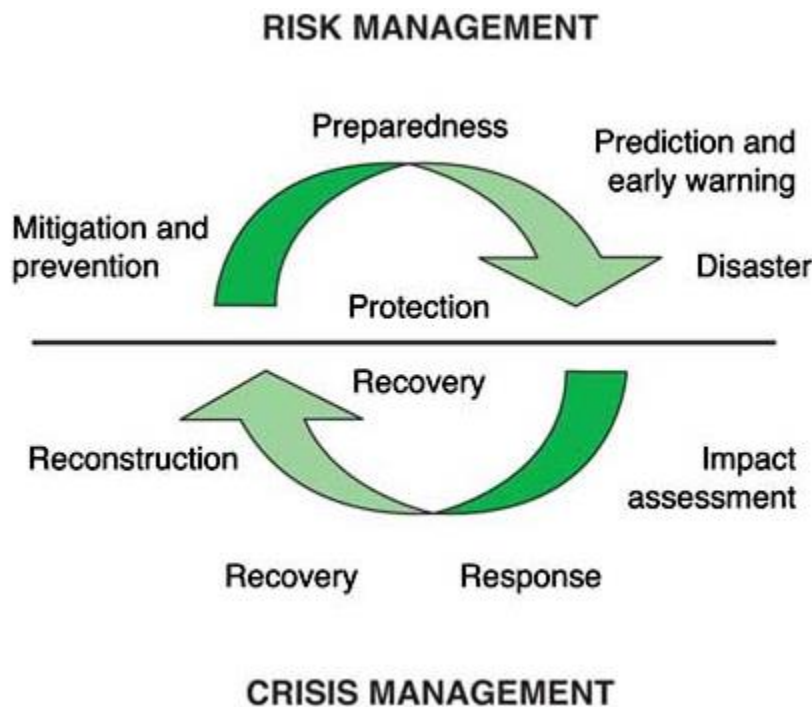 RISK MANAGEMENT
Preparedness
Prediction and
early warning
Mitigation and
prevention
Disaster
Protection
Recovery
Reconstruction
Impact
assessment
Recovery
Response
CRISIS MANAGEMENT